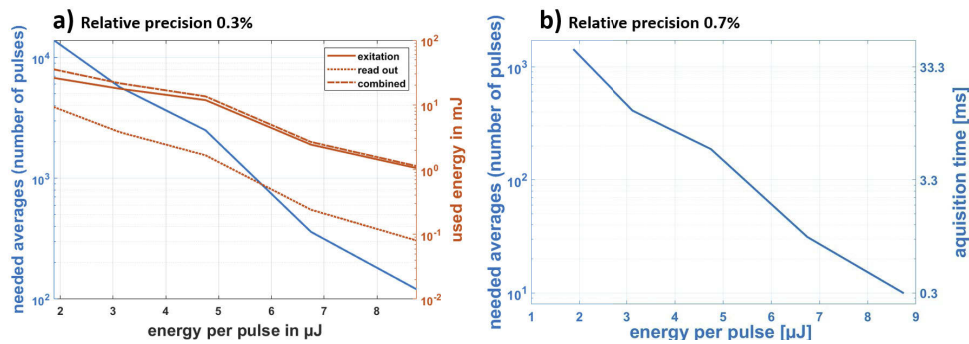 a) Relative precision 0.3%
needed averages (number of pulses)
10^4
10^3
10^2
exitation
read out
combined
10^2
10^1
10^0
10^-1
10^-2
used energy in mJ
2 3 4 5 6 7 8
energy per pulse in µJ
b) Relative precision 0.7%
needed averages (number of pulses)
10^3
10^2
10^1
33.3
3.3
0.3
aquisition time [ms]
1 2 3 4 5 6 7 8 9
energy per pulse [µJ]